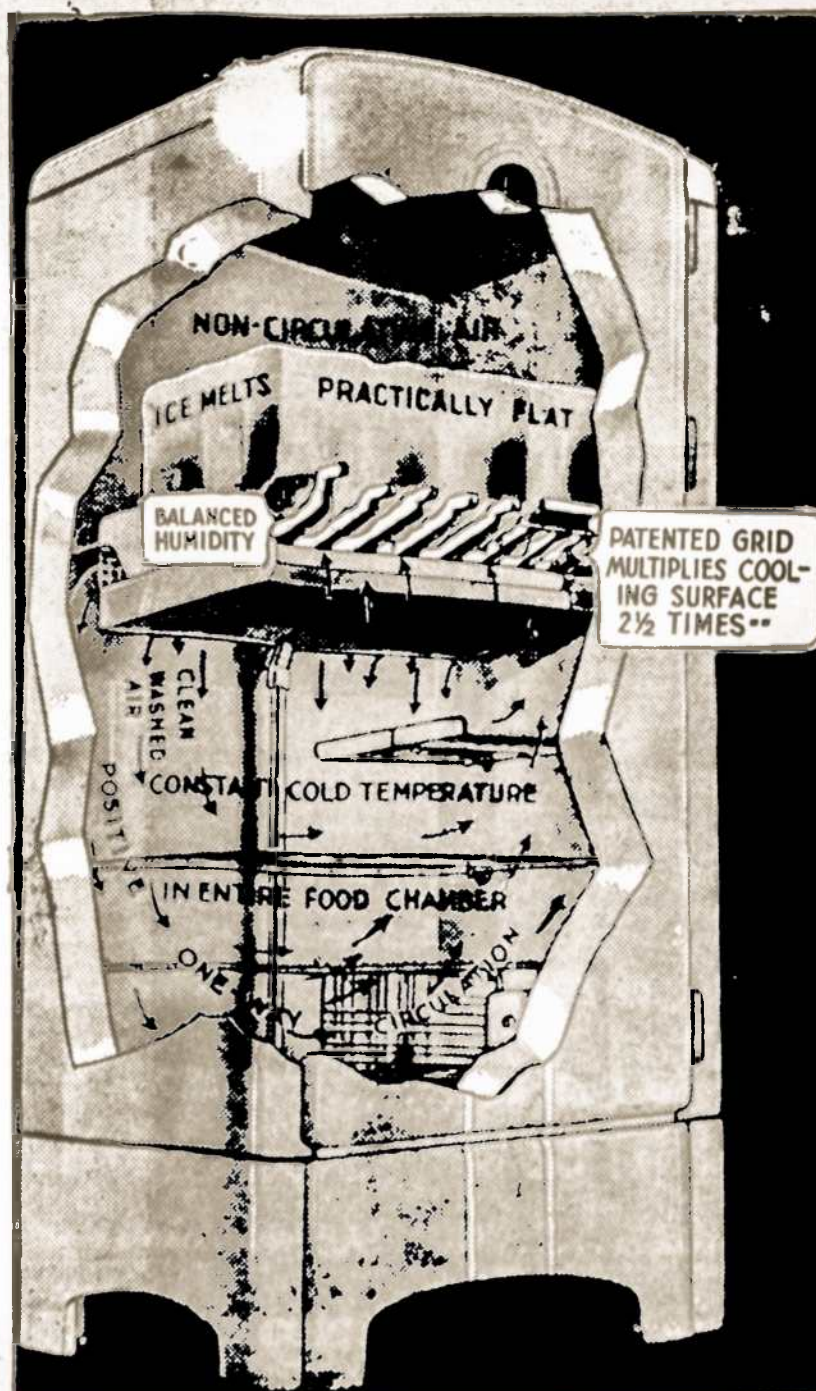 NON-CIRCULATING AIR
ICE MELTS PRACTICALLY FLAT
BALANCED
HUMIDITY
PATENTED GRID
MULTIPLIES COOL-
ING SURFACE
2½ TIMES
CLEAN
WASHED
AIR
CONSTANT COLD TEMPERATURE
IN ENTIRE FOOD CHAMBER
POSITIVE
ONE-WAY
CIRCULATION